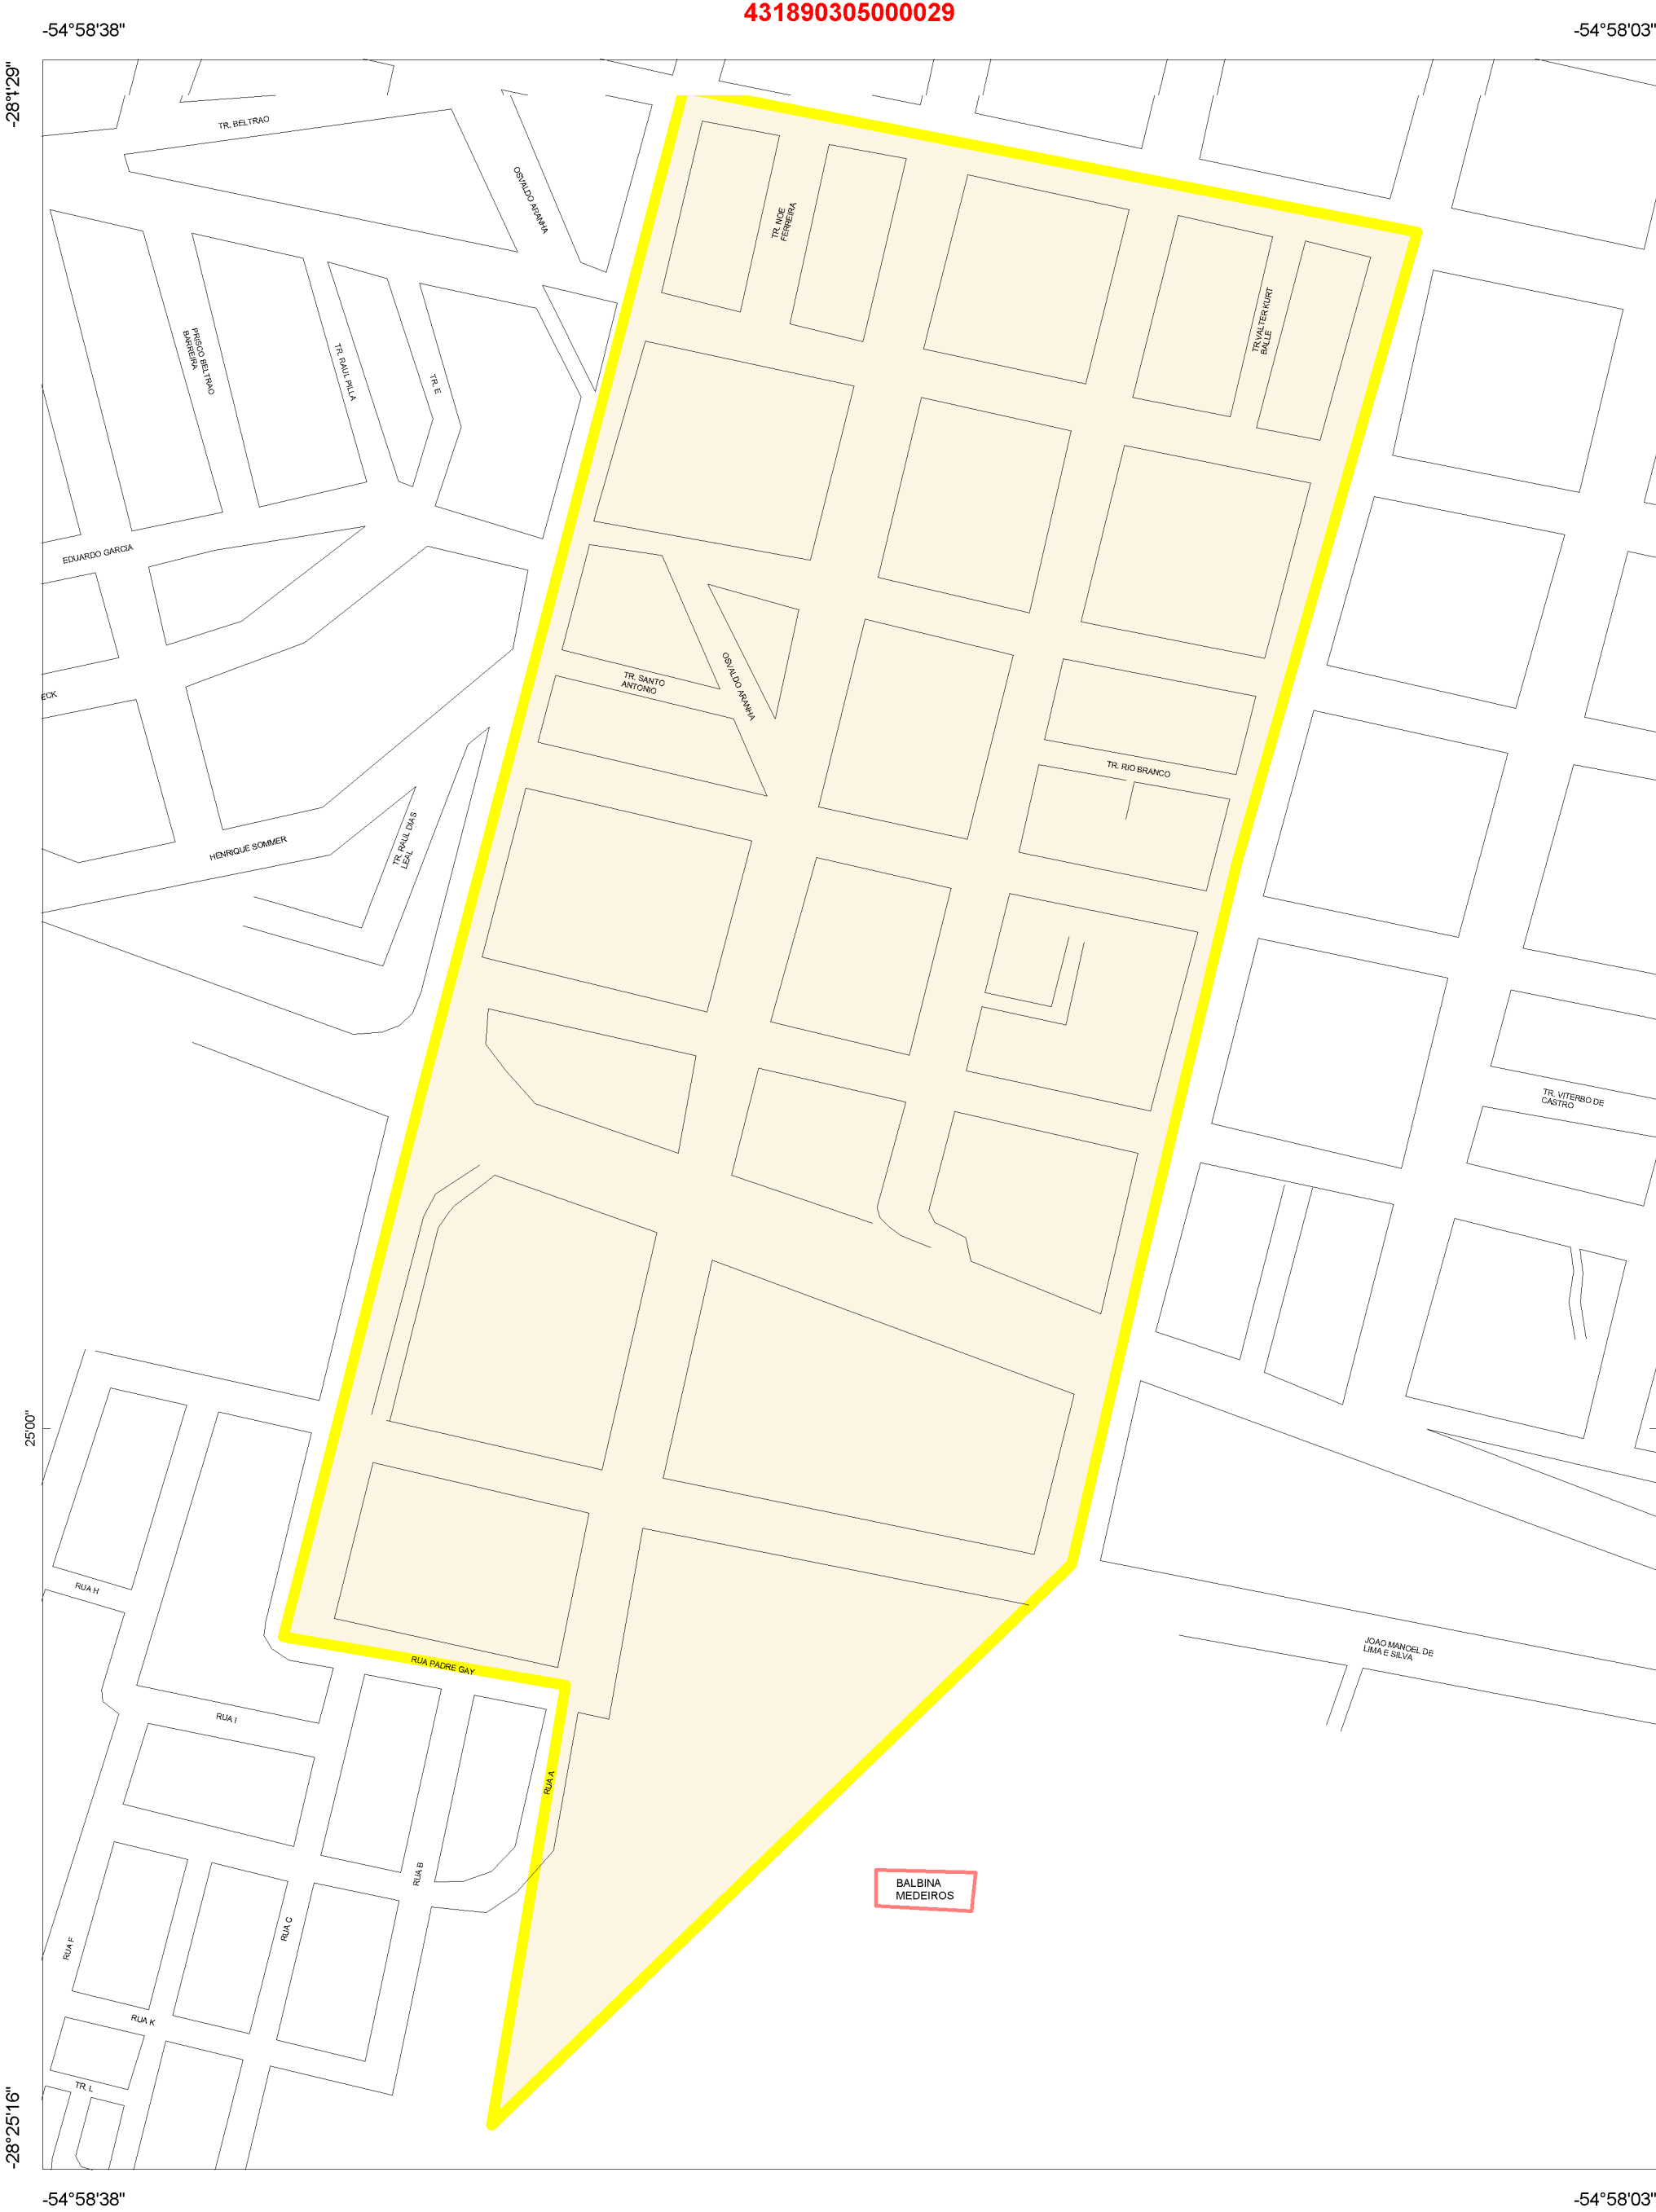 431890305000029
-54°58'38"
-54°58'03"
-28°1'29"
TR. BELTRAO
OSVALDO ARANHA
TR. NOE
FERREIRA
TR.VALTER KURT
BALLE
PRISCO BELTRAO
BARREIRA
TR. RAUL PILLA
TR. E
EDUARDO GARCIA
TR. SANTO
ANTONIO
OSVALDO ARANHA
ECK
TR. RIO BRANCO
TR. RAUL DIAS
LEAL
HENRIQUE SOMMER
TR. VITERBO DE
CASTRO
25'00"
RUA H
JOAO MANOEL DE
LIMA E SILVA
RUA PADRE GAY
RUA I
RUA A
RUA B
BALBINA
MEDEIROS
RUA C
RUA F
RUA K
TR. L
-28°25'16"
-54°58'38"
-54°58'03"